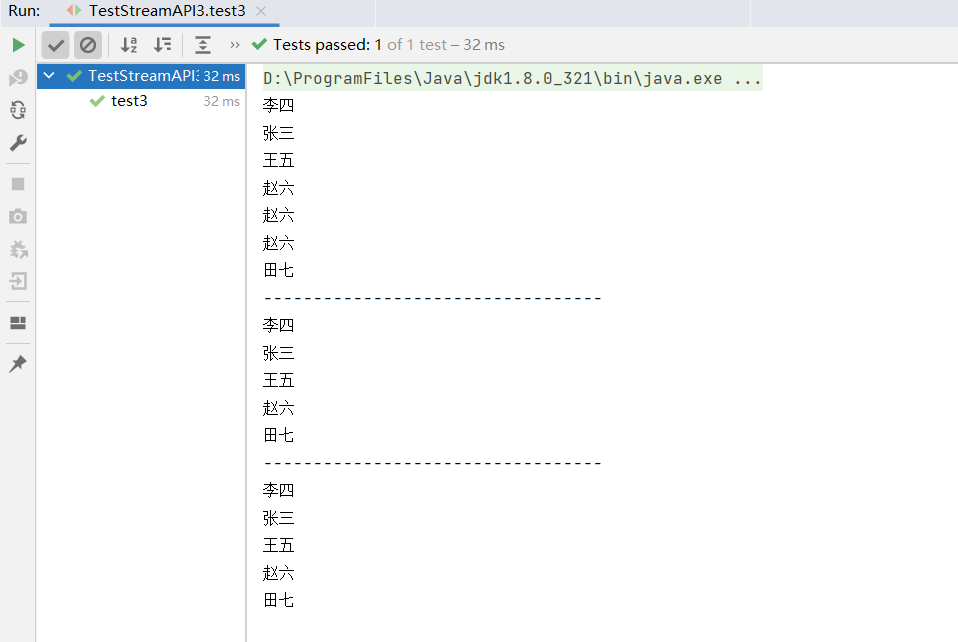 Run: TestStreamAPI3.test3
Tests passed: 1 of 1 test – 32 ms
TestStreamAPI3 32 ms
test3 32 ms
D:\ProgramFiles\Java\jdk1.8.0_321\bin\java.exe ...
李四
张三
王五
赵六
赵六
赵六
田七
----------------------------------
李四
张三
王五
赵六
田七
----------------------------------
李四
张三
王五
赵六
田七